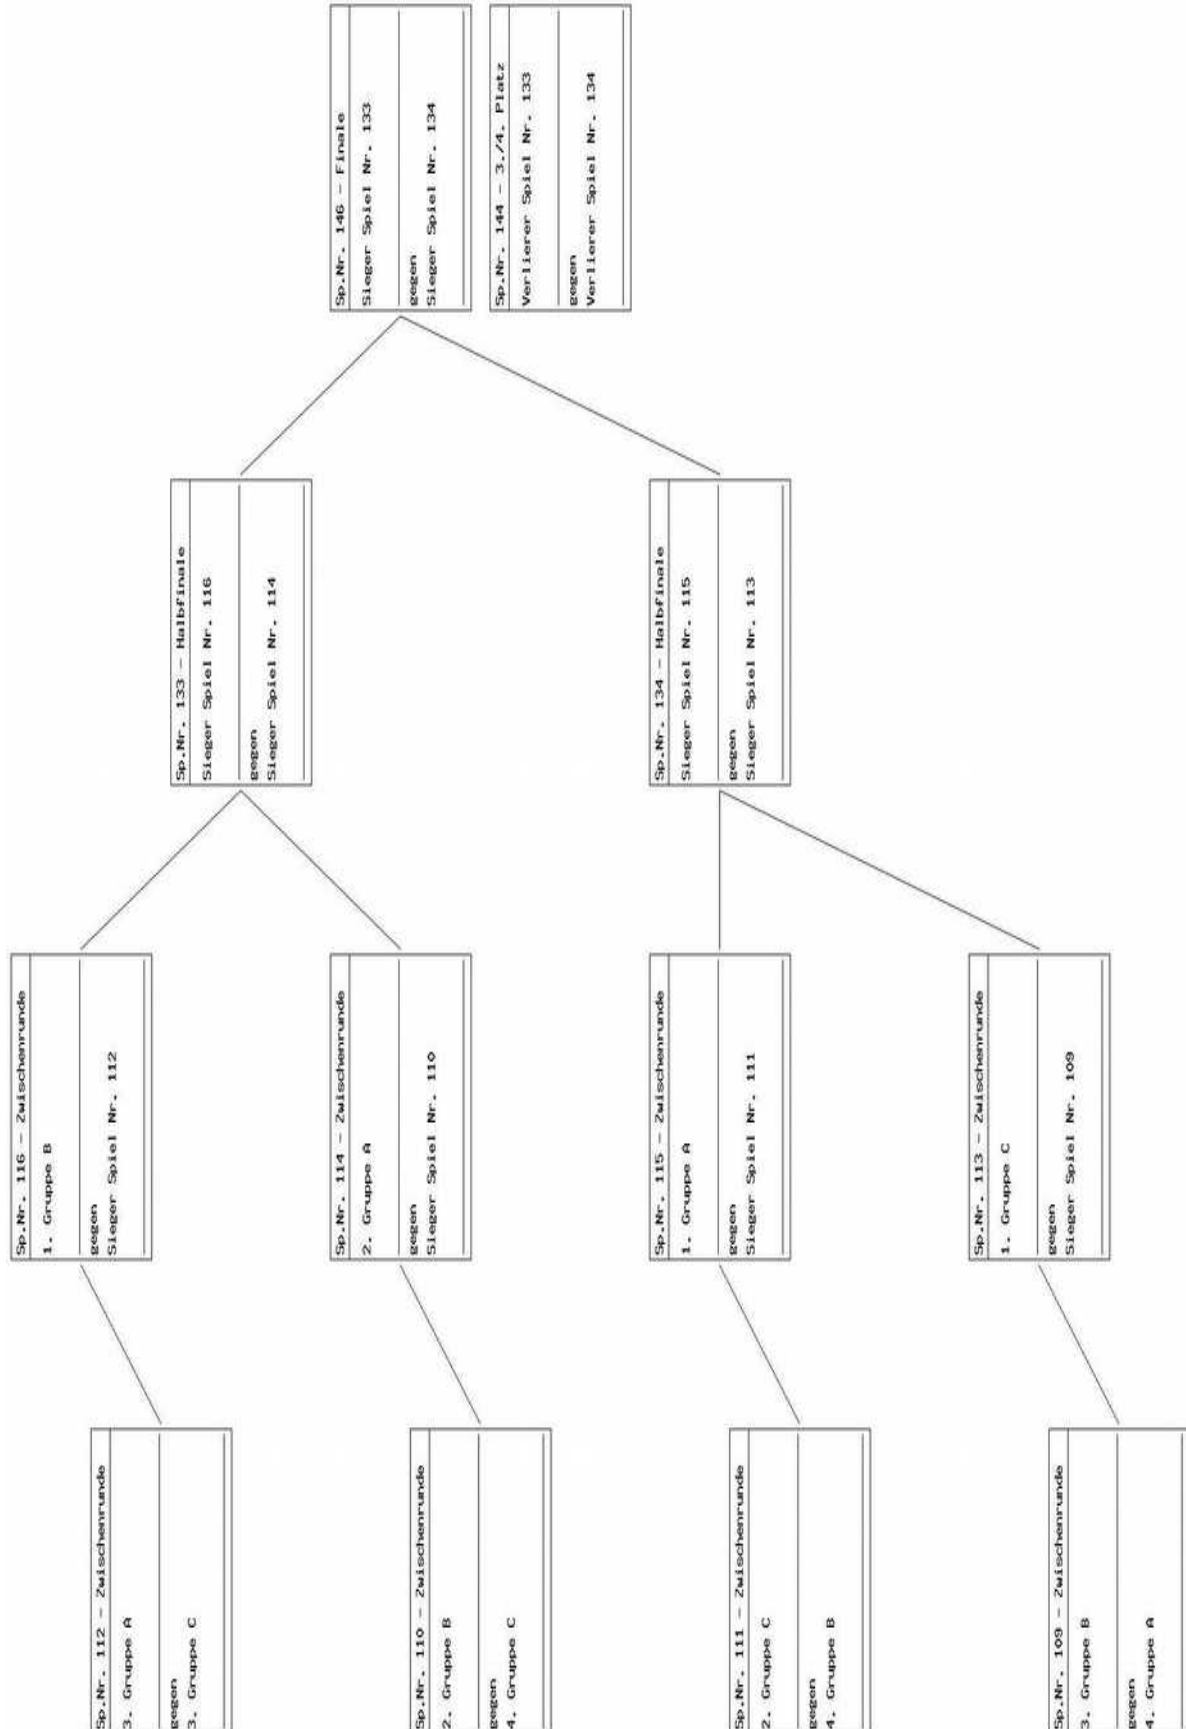 Sp.Nr. 112 - Zwischenrunde
3. Gruppe A
gegen
3. Gruppe C
Sp.Nr. 110 - Zwischenrunde
2. Gruppe B
gegen
4. Gruppe C
Sp.Nr. 111 - Zwischenrunde
2. Gruppe C
gegen
4. Gruppe B
Sp.Nr. 109 - Zwischenrunde
3. Gruppe B
gegen
4. Gruppe A
Sp.Nr. 116 - Zwischenrunde
1. Gruppe B
gegen
Sieger Spiel Nr. 112
Sp.Nr. 114 - Zwischenrunde
2. Gruppe A
gegen
Sieger Spiel Nr. 110
Sp.Nr. 115 - Zwischenrunde
1. Gruppe A
gegen
Sieger Spiel Nr. 111
Sp.Nr. 113 - Zwischenrunde
1. Gruppe C
gegen
Sieger Spiel Nr. 109
Sp.Nr. 133 - Halbfinale
Sieger Spiel Nr. 116
gegen
Sieger Spiel Nr. 114
Sp.Nr. 134 - Halbfinale
Sieger Spiel Nr. 115
gegen
Sieger Spiel Nr. 113
Sp.Nr. 146 - Finale
Sieger Spiel Nr. 133
gegen
Sieger Spiel Nr. 134
Sp.Nr. 144 - 3./4. Platz
Verlierer Spiel Nr. 133
gegen
Verlierer Spiel Nr. 134